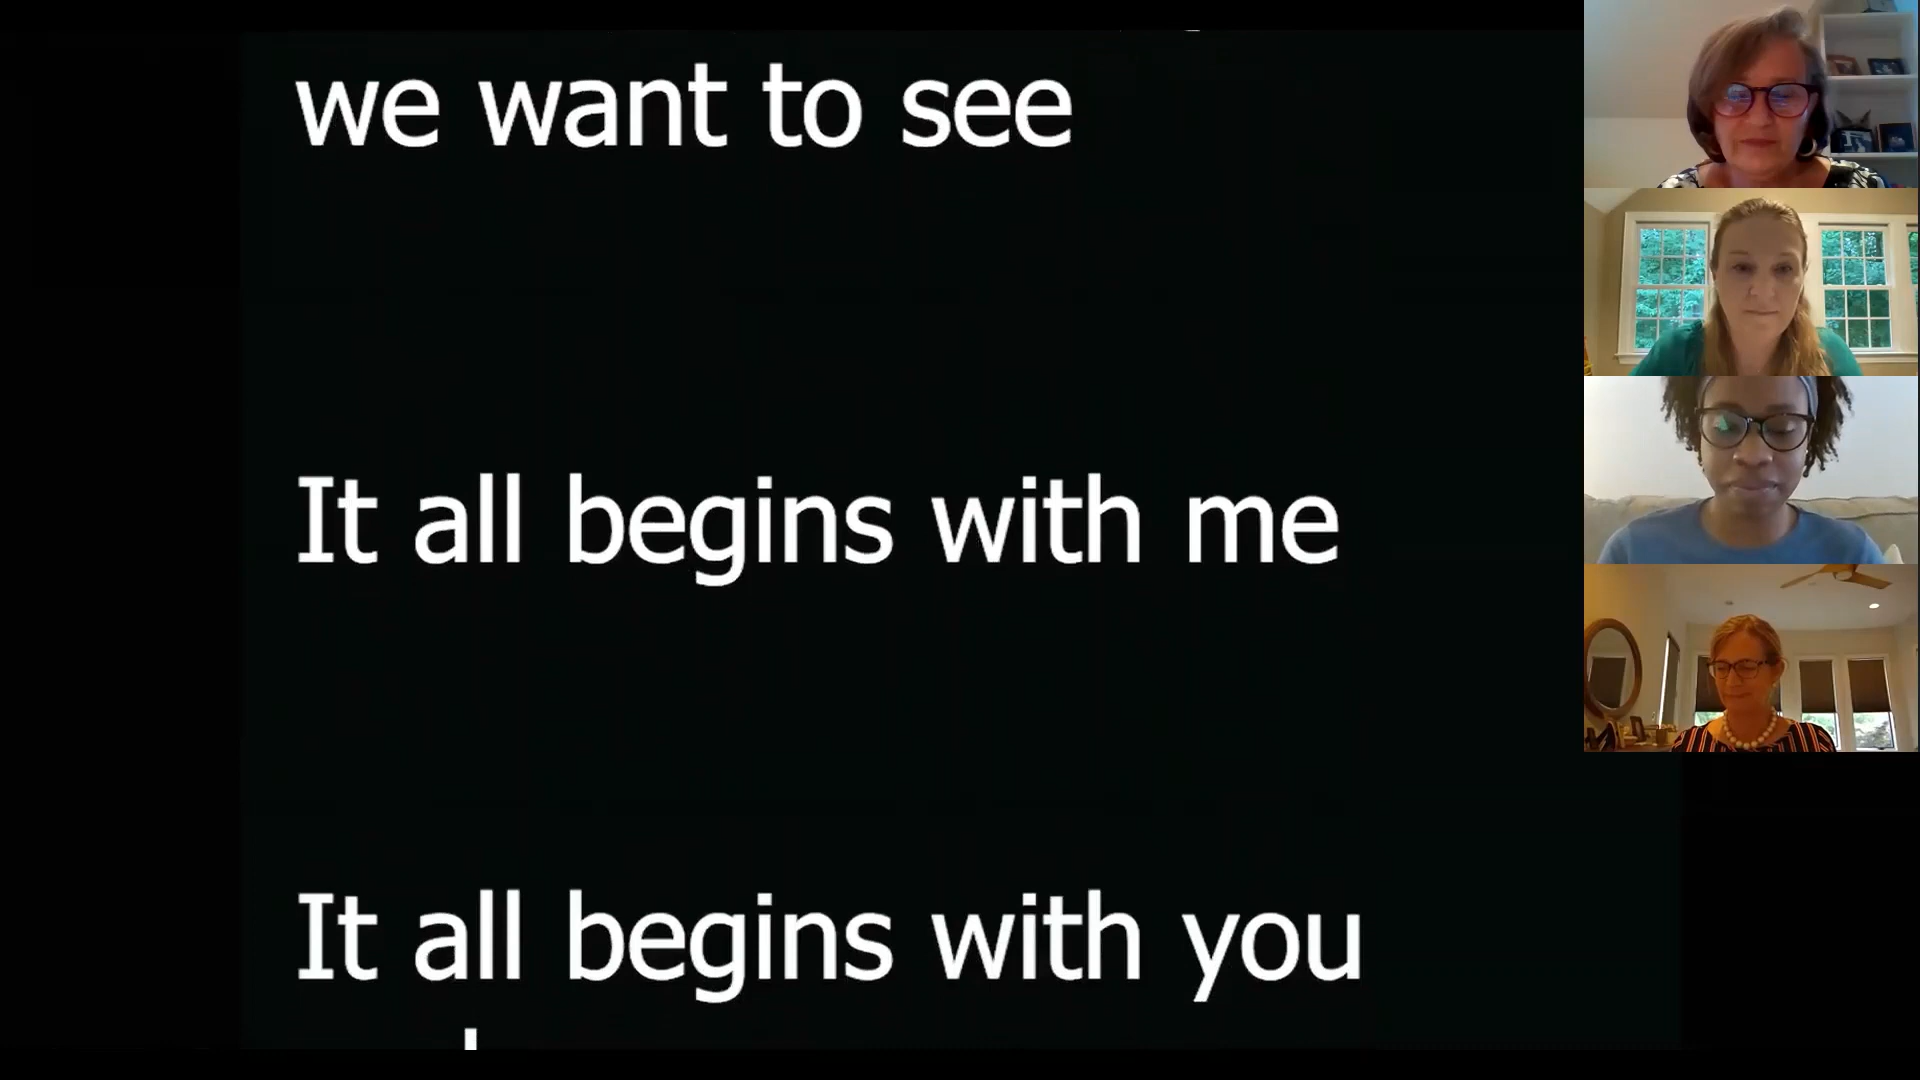 we want to see
It all begins with me
It all begins with you